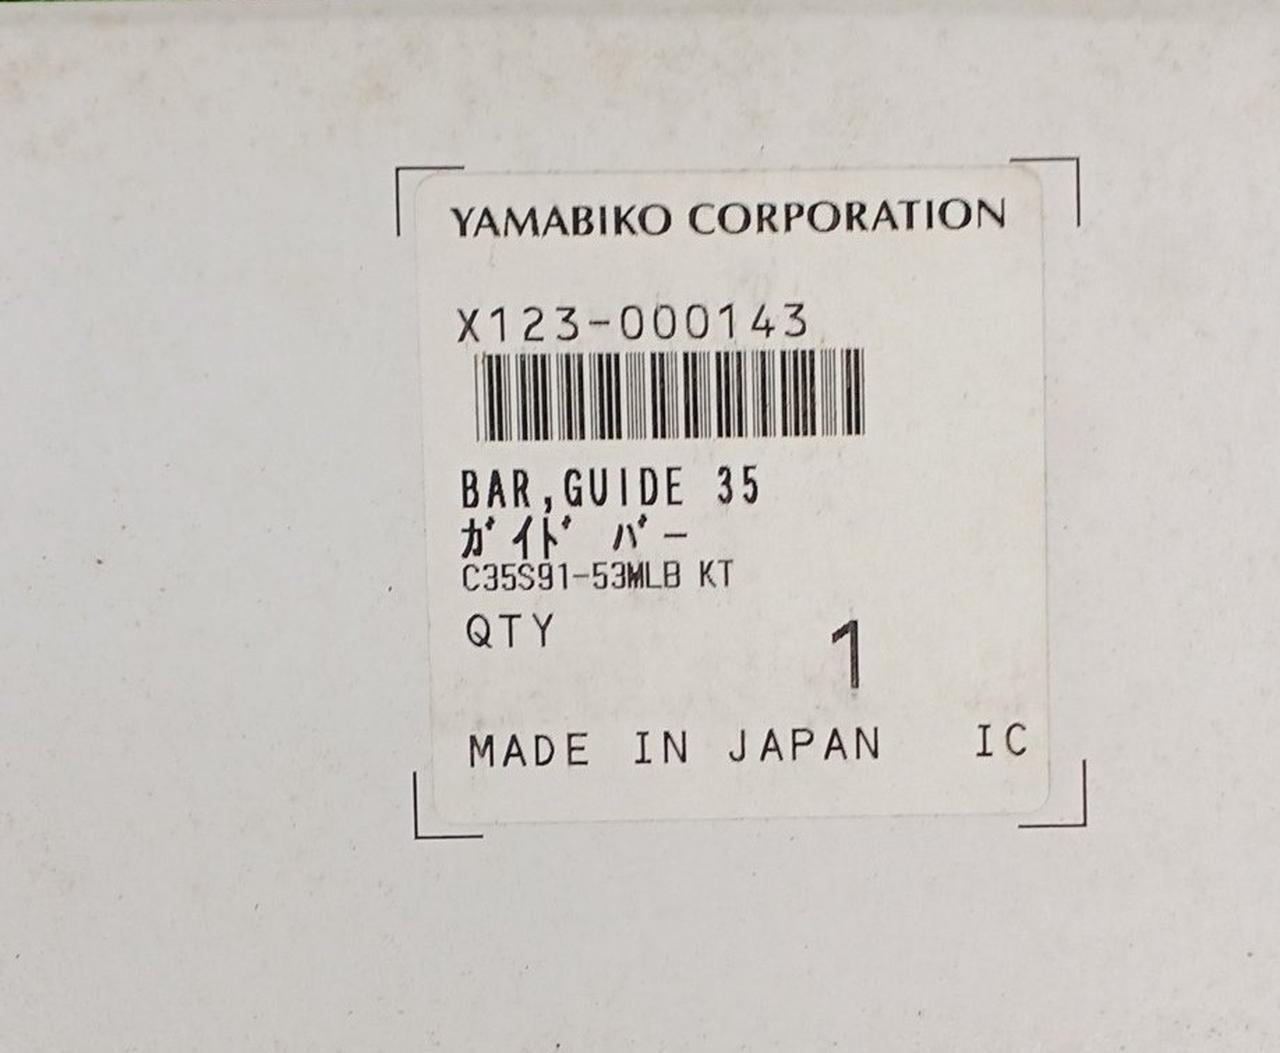 YAMABIKO CORPORATION
X123-000143
BAR,GUIDE 35
ｶﾞｲﾄﾞ ﾊﾞｰ
C35S91-53MLB KT
QTY 1
MADE IN JAPAN IC